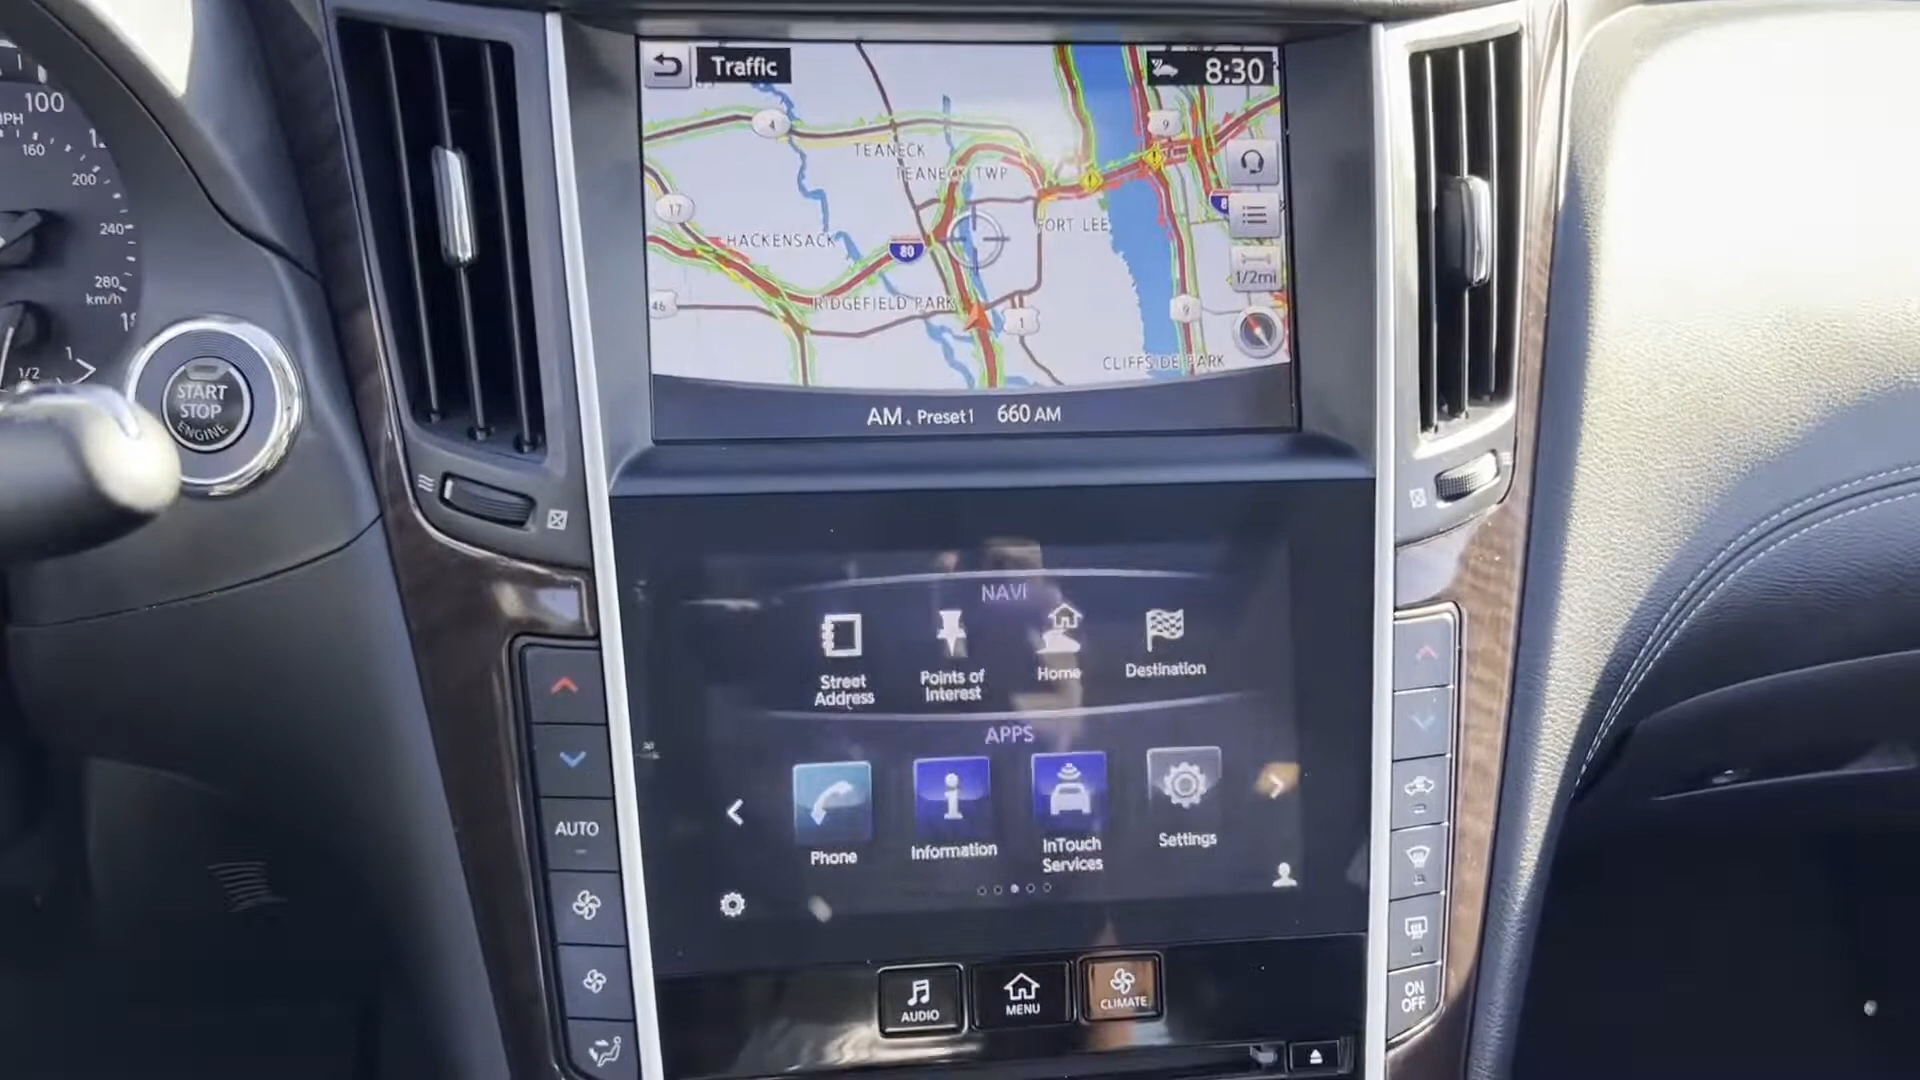 100
MPH
160
200
240
280
km/h
1/2
1
START
STOP
ENGINE
Traffic
8:30
4
9
TEANECK
TEANECK TWP
17
HACKENSACK
80
FORT LEE
1/2mi
46
RIDGEFIELD PARK
1
9
CLIFFSIDE PARK
AM. Preset1 660 AM
NAVI
Street
Address
Points of
Interest
Home
Destination
APPS
Phone
Information
InTouch
Services
Settings
AUTO
ON
OFF
AUDIO
MENU
CLIMATE